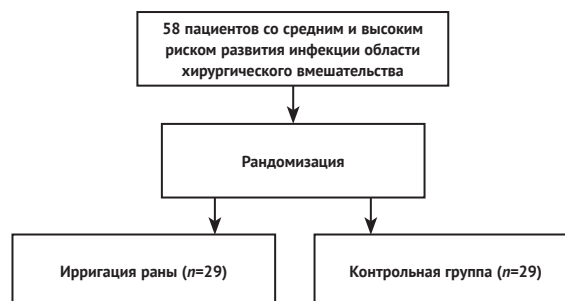 58 пациентов со средним и высоким
риском развития инфекции области
хирургического вмешательства
Рандомизация
Ирригация раны (n=29)
Контрольная группа (n=29)